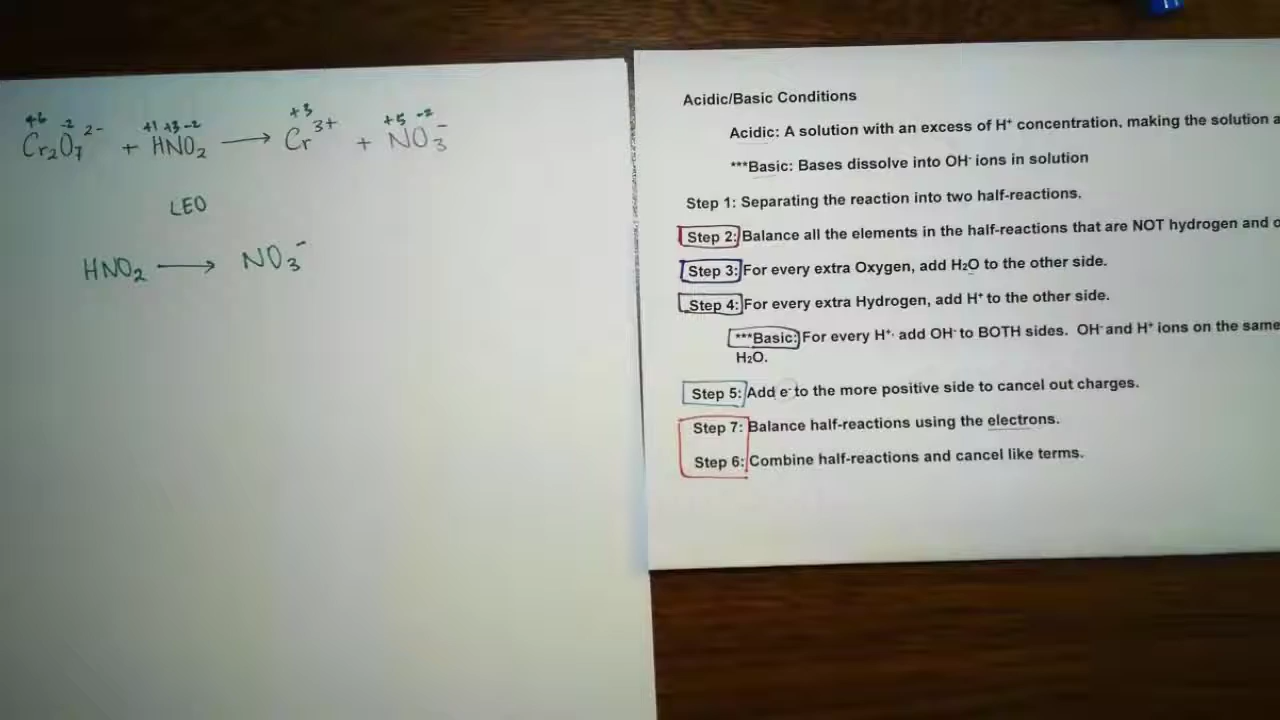 +6 -2 +1 +3 -2 +3 +5 -2
Cr₂O₇²⁻ + HNO₂ → Cr³⁺ + NO₃⁻
LEO
HNO₂ → NO₃⁻
Acidic/Basic Conditions
Acidic: A solution with an excess of H⁺ concentration, making the solution
***Basic: Bases dissolve into OH⁻ ions in solution
Step 1: Separating the reaction into two half-reactions.
Step 2: Balance all the elements in the half-reactions that are NOT hydrogen and
Step 3: For every extra Oxygen, add H₂O to the other side.
Step 4: For every extra Hydrogen, add H⁺ to the other side.
***Basic: For every H⁺, add OH⁻ to BOTH sides. OH⁻ and H⁺ ions on the same
H₂O.
Step 5: Add e⁻ to the more positive side to cancel out charges.
Step 7: Balance half-reactions using the electrons.
Step 6: Combine half-reactions and cancel like terms.